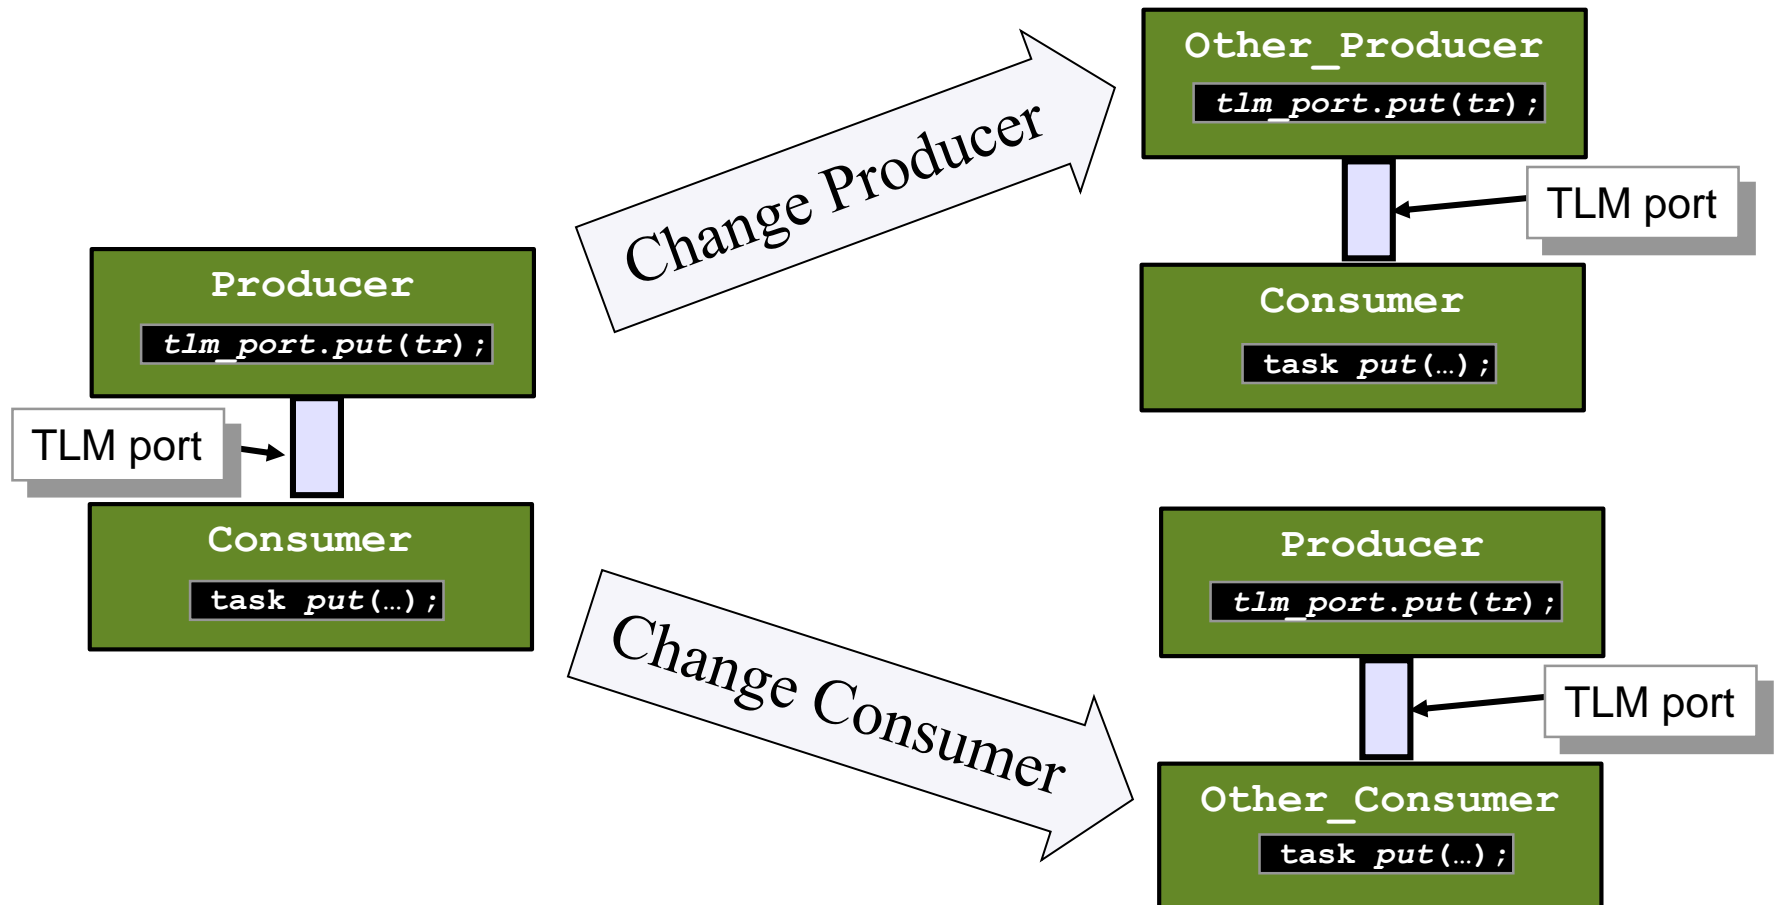 Producer
tlm_port.put(tr);
TLM port
Consumer
task put(…);
Change Producer
Change Consumer
Other_Producer
tlm_port.put(tr);
TLM port
Consumer
task put(…);
Producer
tlm_port.put(tr);
TLM port
Other_Consumer
task put(…);